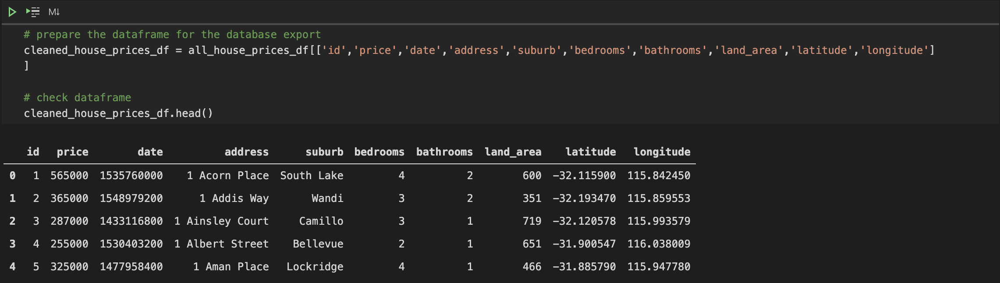 M↓
# prepare the dataframe for the database export
cleaned_house_prices_df = all_house_prices_df[['id','price','date','address','suburb','bedrooms','bathrooms','land_area','latitude','longitude']
]
# check dataframe
cleaned_house_prices_df.head()
id price date address suburb bedrooms bathrooms land_area latitude longitude
0 1 565000 1535760000 1 Acorn Place South Lake 4 2 600 -32.115900 115.842450
1 2 365000 1548979200 1 Addis Way Wandi 3 2 351 -32.193470 115.859553
2 3 287000 1433116800 1 Ainsley Court Camillo 3 1 719 -32.120578 115.993579
3 4 255000 1530403200 1 Albert Street Bellevue 2 1 651 -31.900547 116.038009
4 5 325000 1477958400 1 Aman Place Lockridge 4 1 466 -31.885790 115.947780